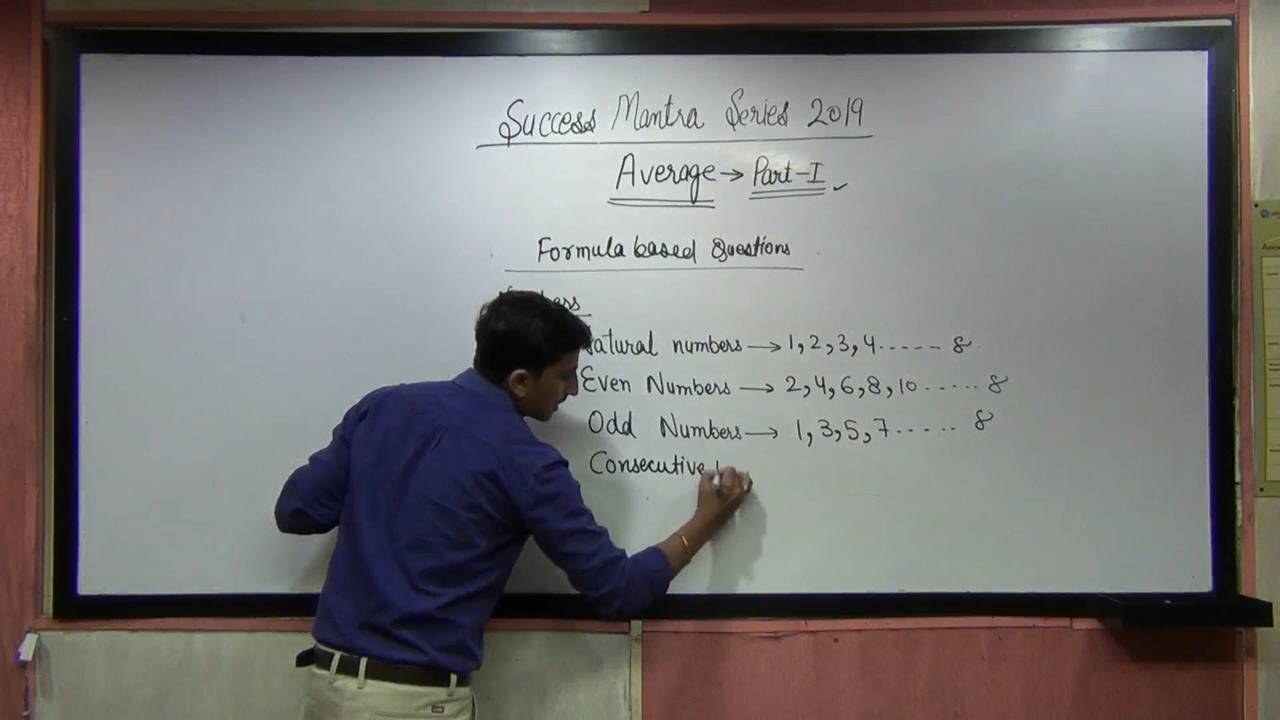 Success Mantra Series 2019
Average → Part-I ✓
Formula based Questions
Natural numbers → 1, 2, 3, 4 ----- 8
Even Numbers → 2, 4, 6, 8, 10 ----- 8
Odd Numbers → 1, 3, 5, 7 ----- 8
Consecutive